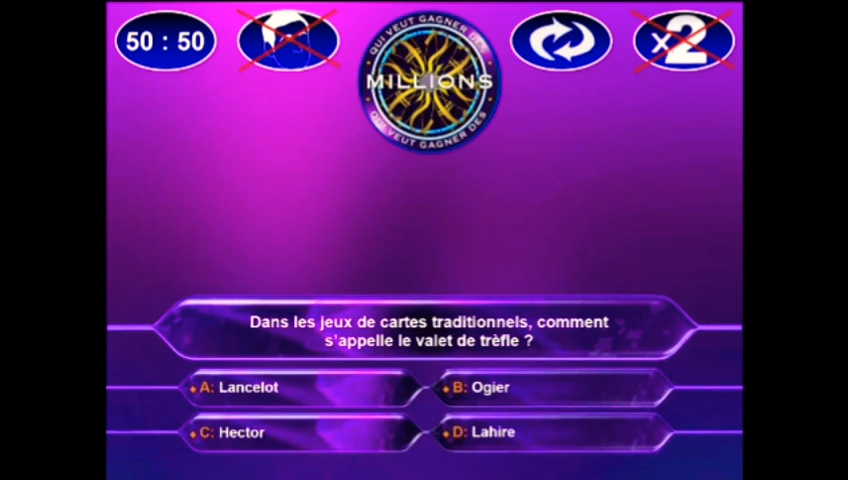 50 : 50
x2
QUI VEUT GAGNER DES
MILLIONS
QUI VEUT GAGNER DES
Dans les jeux de cartes traditionnels, comment
s'appelle le valet de trèfle ?
A: Lancelot
B: Ogier
C: Hector
D: Lahire